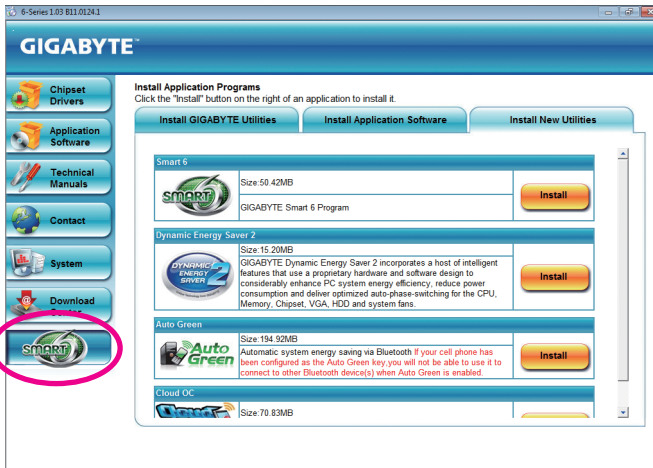 6-Series 1.03 B11.0124.1
GIGABYTE™
Chipset
Drivers
Application
Software
Technical
Manuals
Contact
System
Download
Center
SMART6
Install Application Programs
Click the "Install" button on the right of an application to install it.
Install GIGABYTE Utilities
Install Application Software
Install New Utilities
Smart 6
SMART6
Size:50.42MB
GIGABYTE Smart 6 Program
Install
Dynamic Energy Saver 2
DYNAMIC
ENERGY
SAVER 2
Size:15.20MB
GIGABYTE Dynamic Energy Saver 2 incorporates a host of intelligent
features that use a proprietary hardware and software design to
considerably enhance PC system energy efficiency, reduce power
consumption and deliver optimized auto-phase-switching for the CPU,
Memory, Chipset, VGA, HDD and system fans.
Install
Auto Green
Auto
Green
Size:194.92MB
Automatic system energy saving via Bluetooth If your cell phone has
been configured as the Auto Green key,you will not be able to use it to
connect to other Bluetooth device(s) when Auto Green is enabled.
Install
Cloud OC
Size:70.83MB